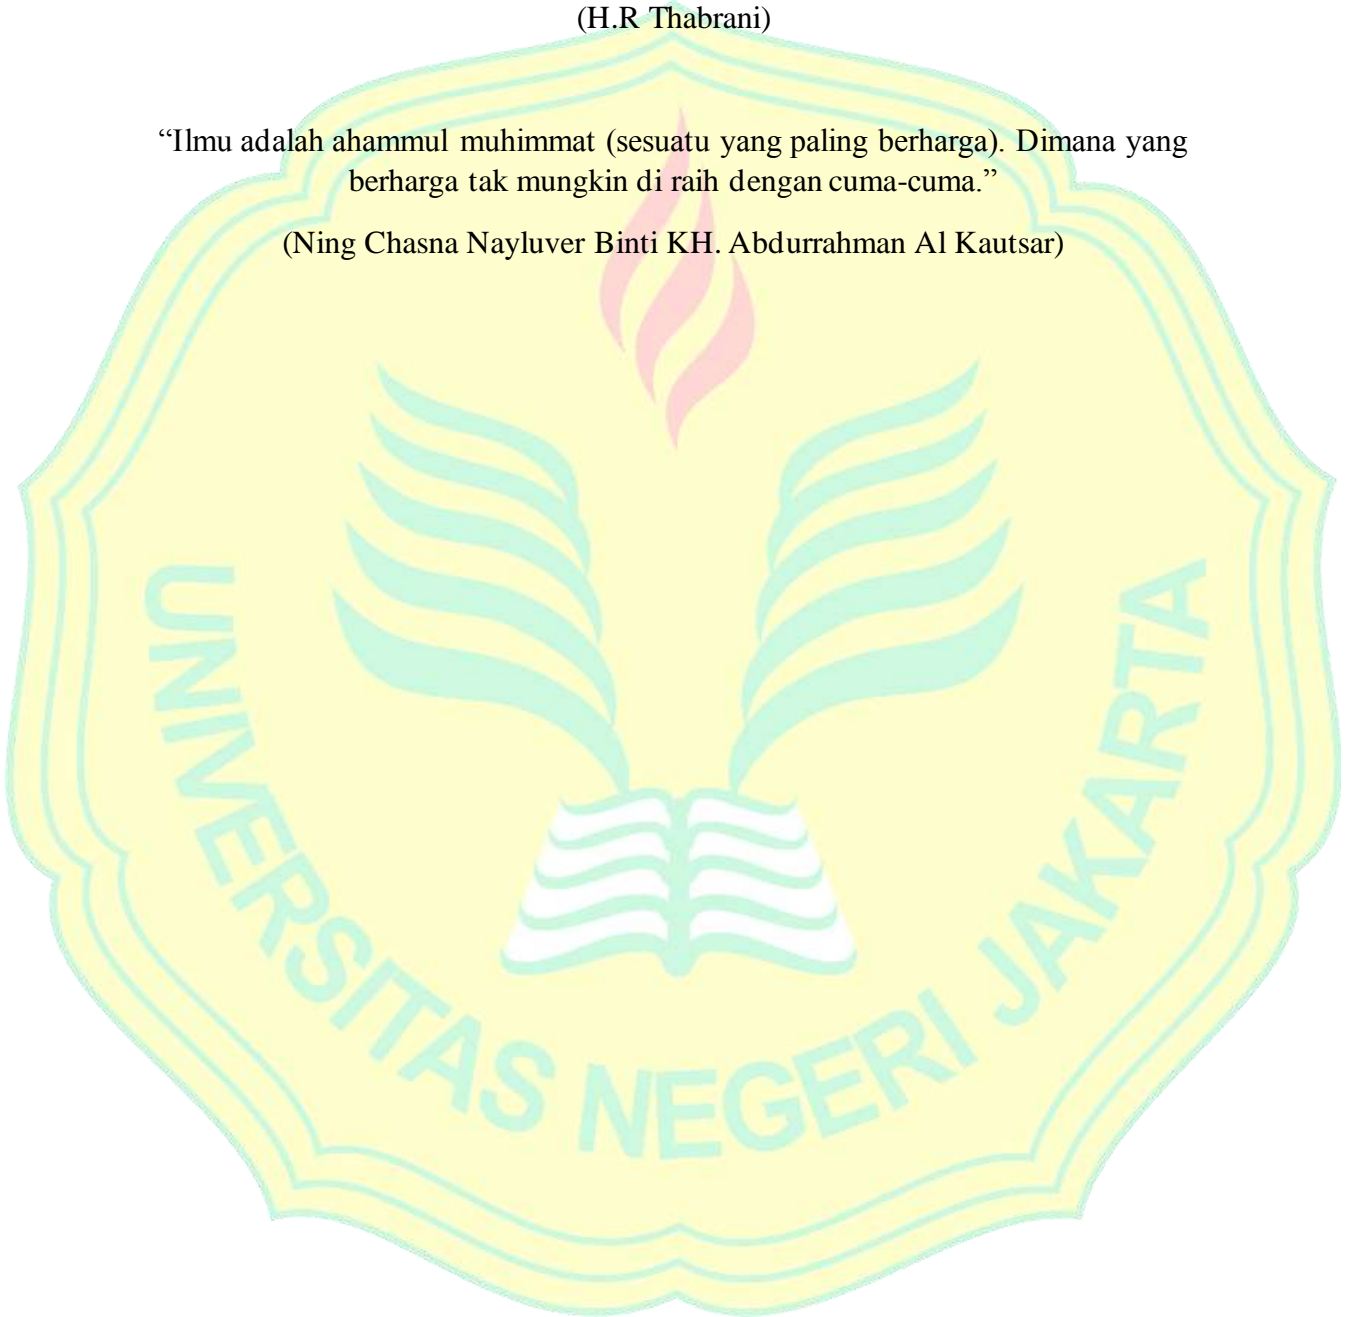 (H.R Thabrani)
“Ilmu adalah ahammul muhimmat (sesuatu yang paling berharga). Dimana yang
berharga tak mungkin di raih dengan cuma-cuma.”
(Ning Chasna Nayluver Binti KH. Abdurrahman Al Kautsar)
UNIVERSITAS NEGERI JAKARTA